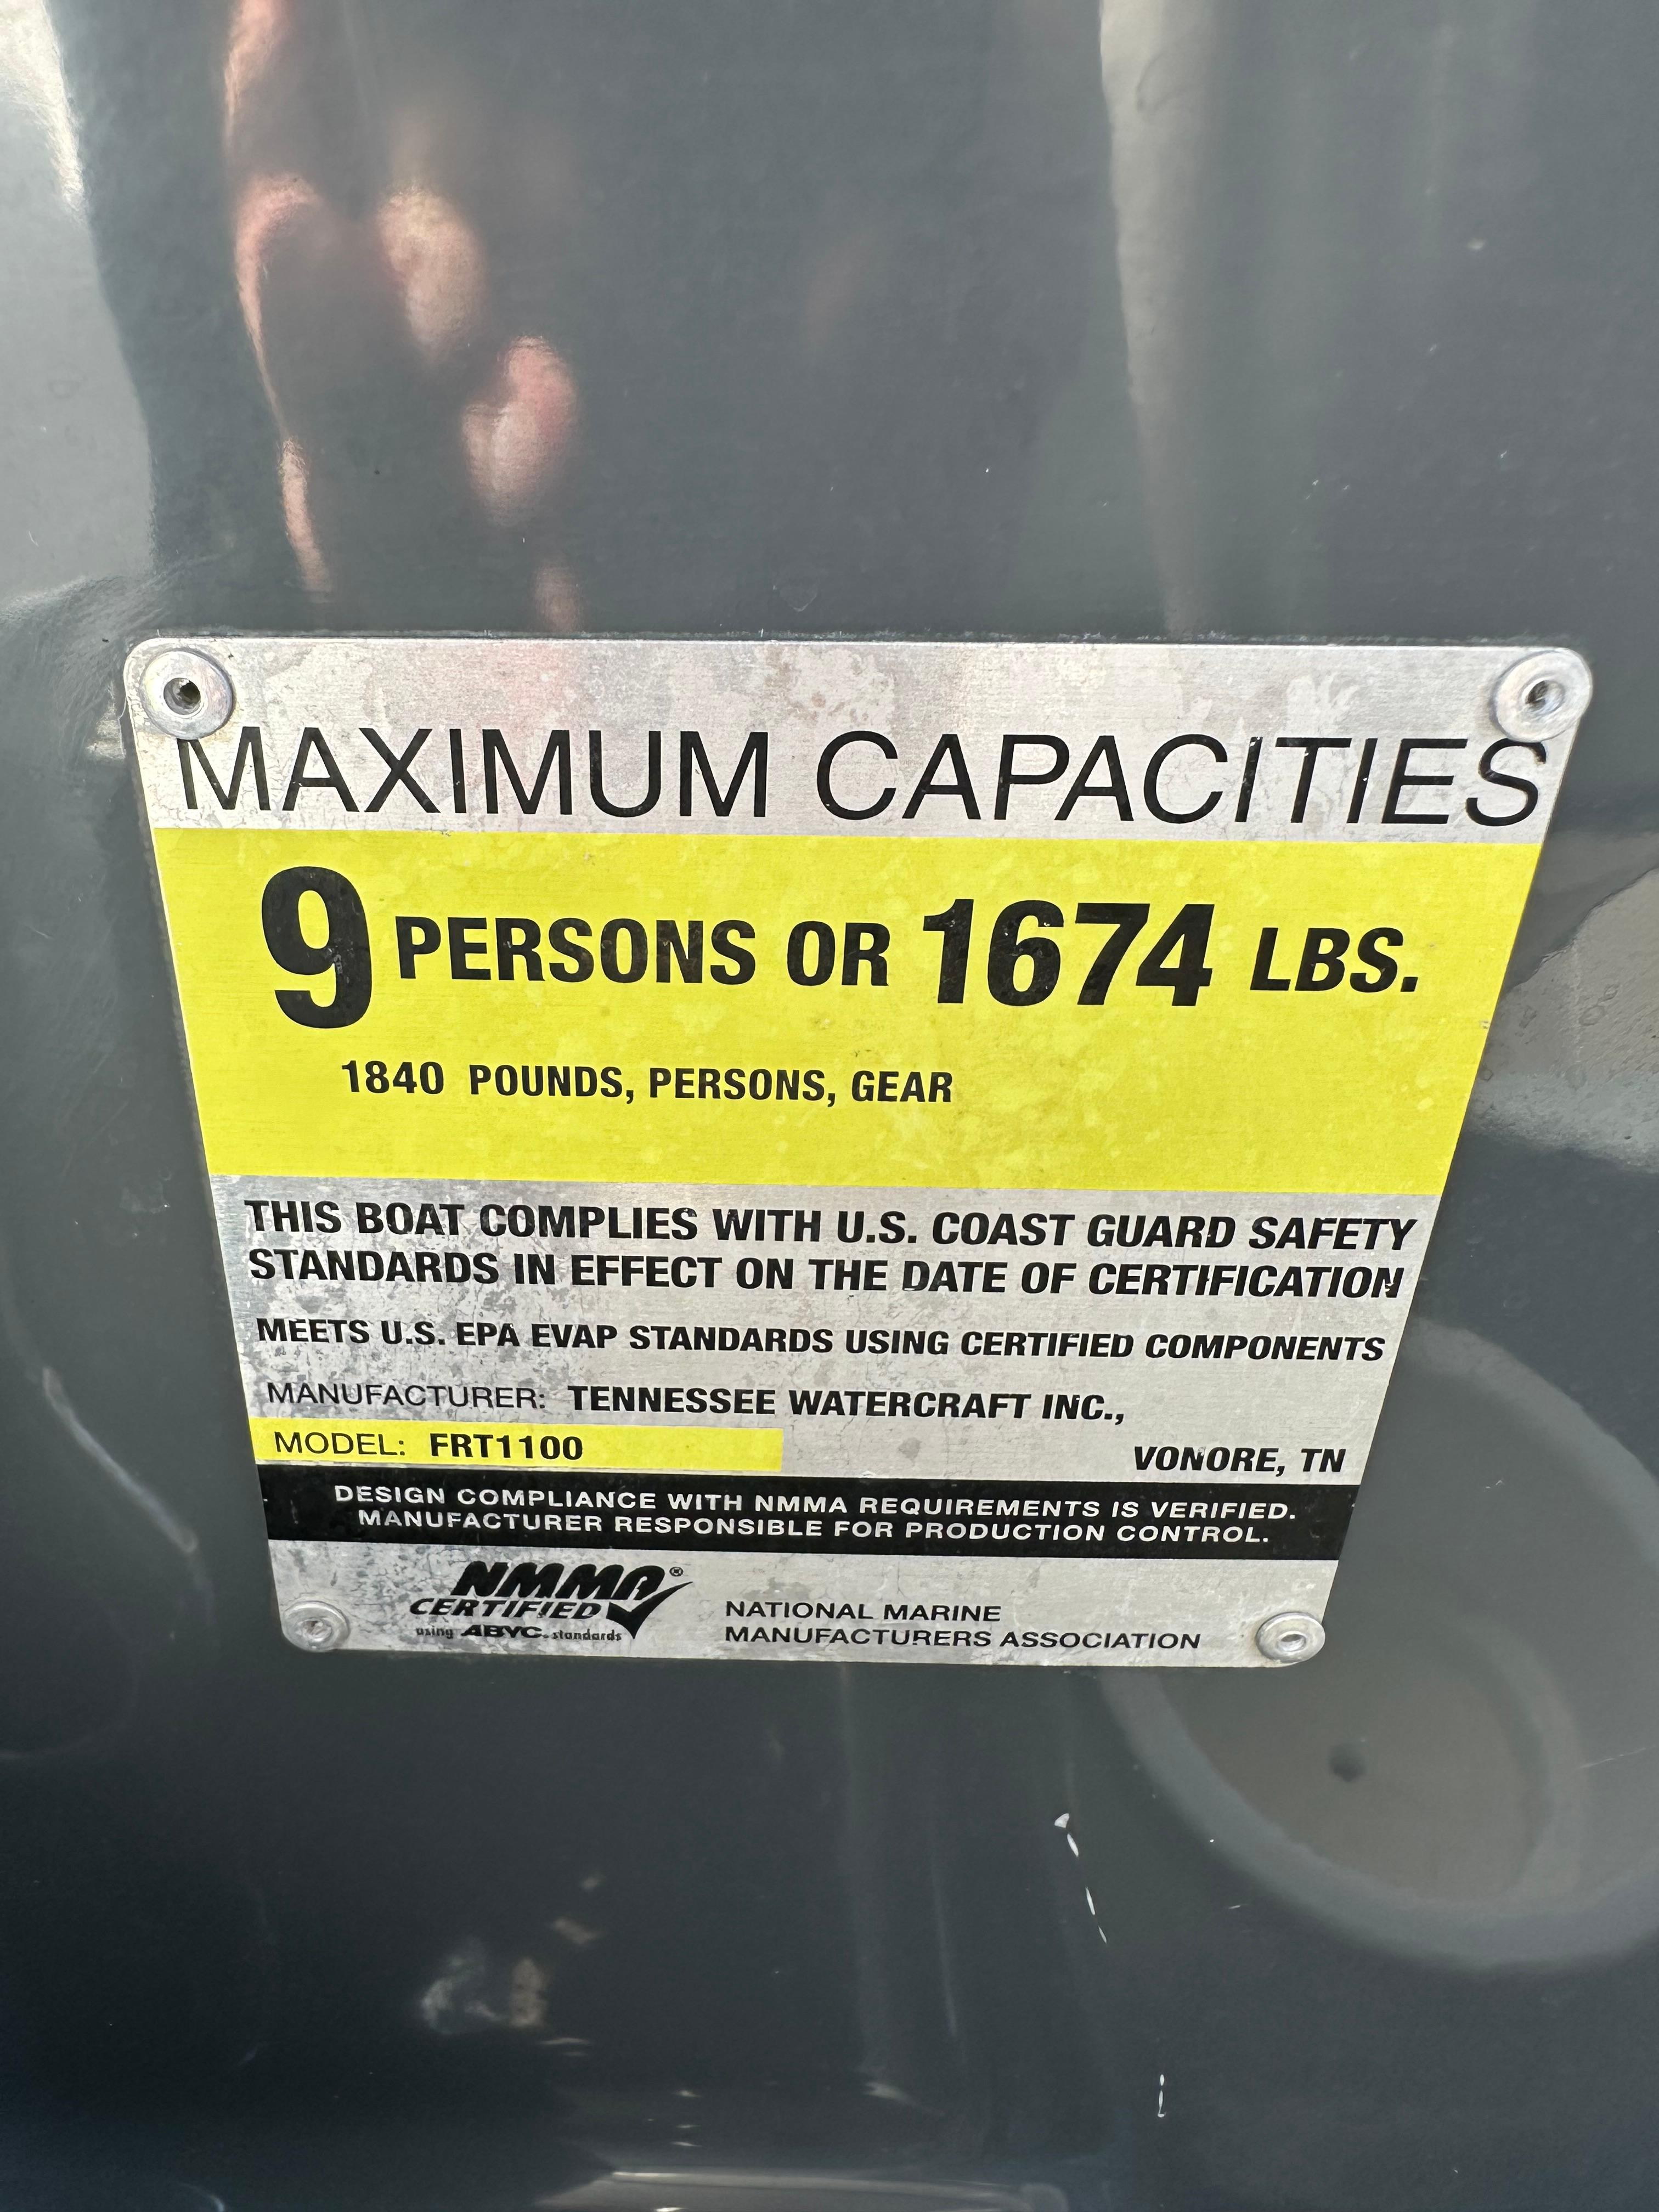 MAXIMUM CAPACITIES
9 PERSONS OR 1674 LBS.
1840 POUNDS, PERSONS, GEAR
THIS BOAT COMPLIES WITH U.S. COAST GUARD SAFETY
STANDARDS IN EFFECT ON THE DATE OF CERTIFICATION
MEETS U.S. EPA EVAP STANDARDS USING CERTIFIED COMPONENTS
MANUFACTURER: TENNESSEE WATERCRAFT INC.,
MODEL: FRT1100
VONORE, TN
DESIGN COMPLIANCE WITH NMMA REQUIREMENTS IS VERIFIED.
MANUFACTURER RESPONSIBLE FOR PRODUCTION CONTROL.
NMMA®
CERTIFIED
using ABYC® standards
NATIONAL MARINE
MANUFACTURERS ASSOCIATION